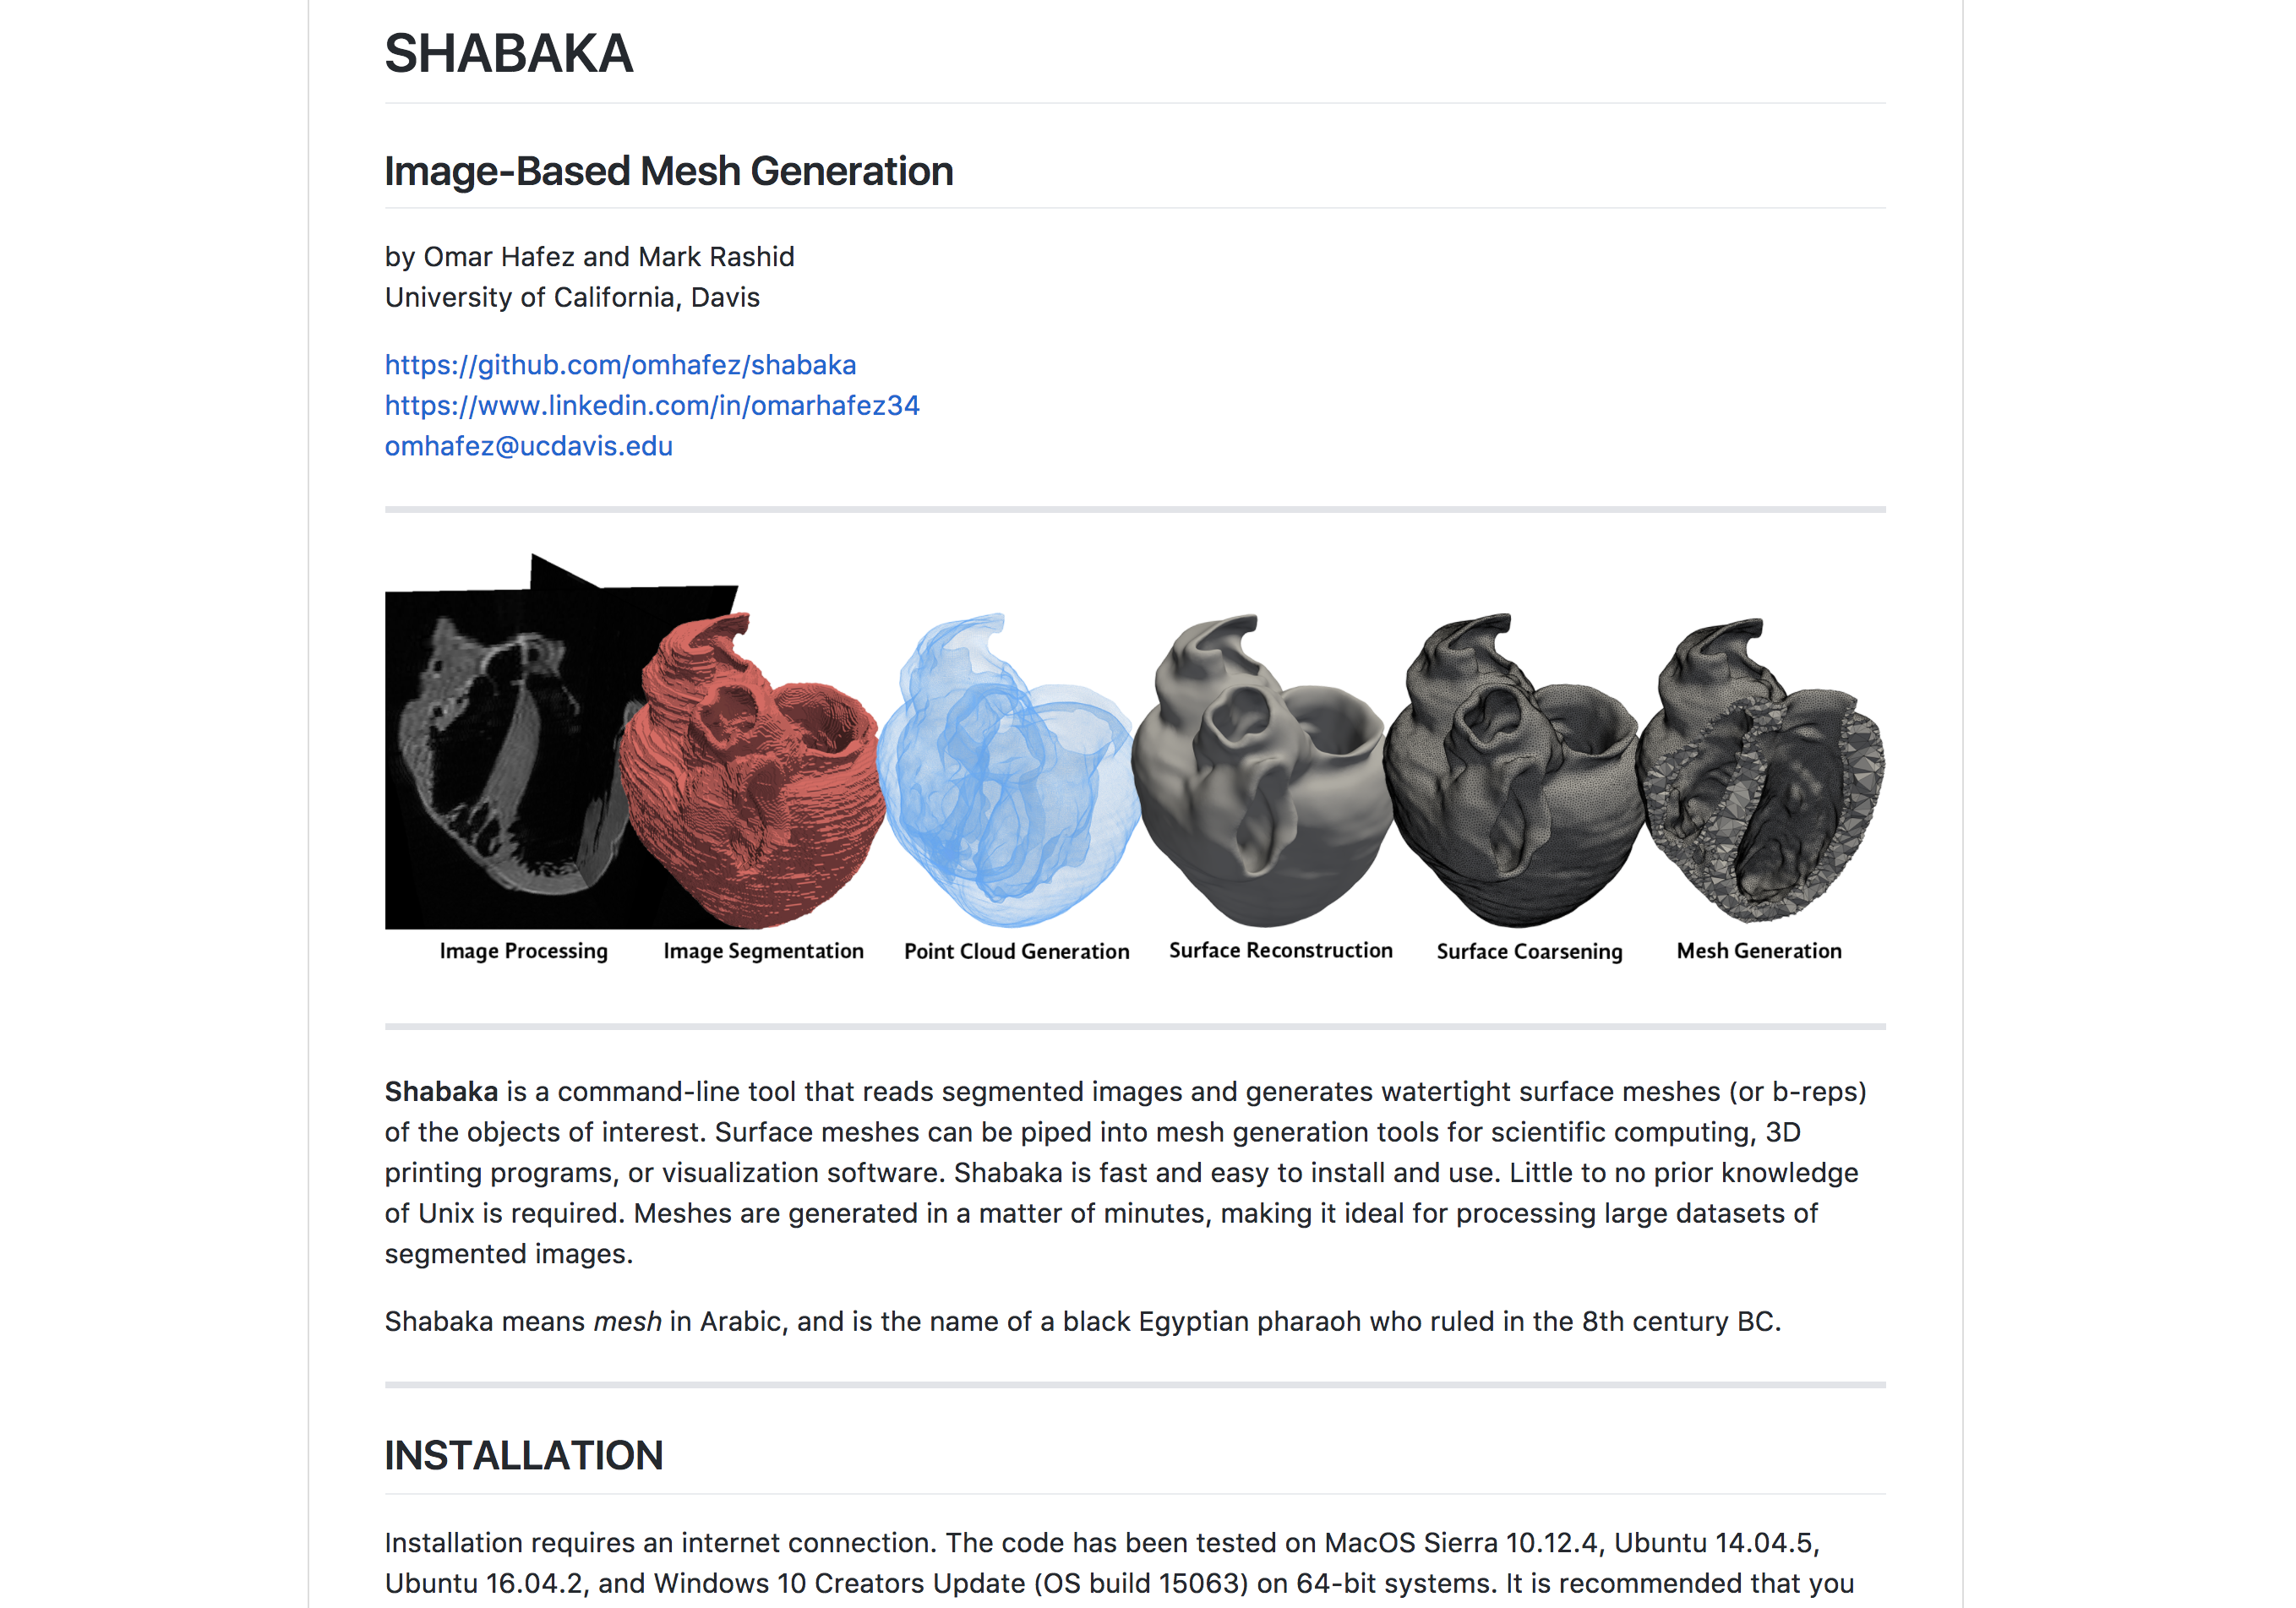 SHABAKA
Image-Based Mesh Generation
by Omar Hafez and Mark Rashid
University of California, Davis
https://github.com/omhafez/shabaka
https://www.linkedin.com/in/omarhafez34
omhafez@ucdavis.edu
Image Processing Image Segmentation Point Cloud Generation Surface Reconstruction Surface Coarsening Mesh Generation
Shabaka is a command-line tool that reads segmented images and generates watertight surface meshes (or b-reps)
of the objects of interest. Surface meshes can be piped into mesh generation tools for scientific computing, 3D
printing programs, or visualization software. Shabaka is fast and easy to install and use. Little to no prior knowledge
of Unix is required. Meshes are generated in a matter of minutes, making it ideal for processing large datasets of
segmented images.
Shabaka means mesh in Arabic, and is the name of a black Egyptian pharaoh who ruled in the 8th century BC.
INSTALLATION
Installation requires an internet connection. The code has been tested on MacOS Sierra 10.12.4, Ubuntu 14.04.5,
Ubuntu 16.04.2, and Windows 10 Creators Update (OS build 15063) on 64-bit systems. It is recommended that you